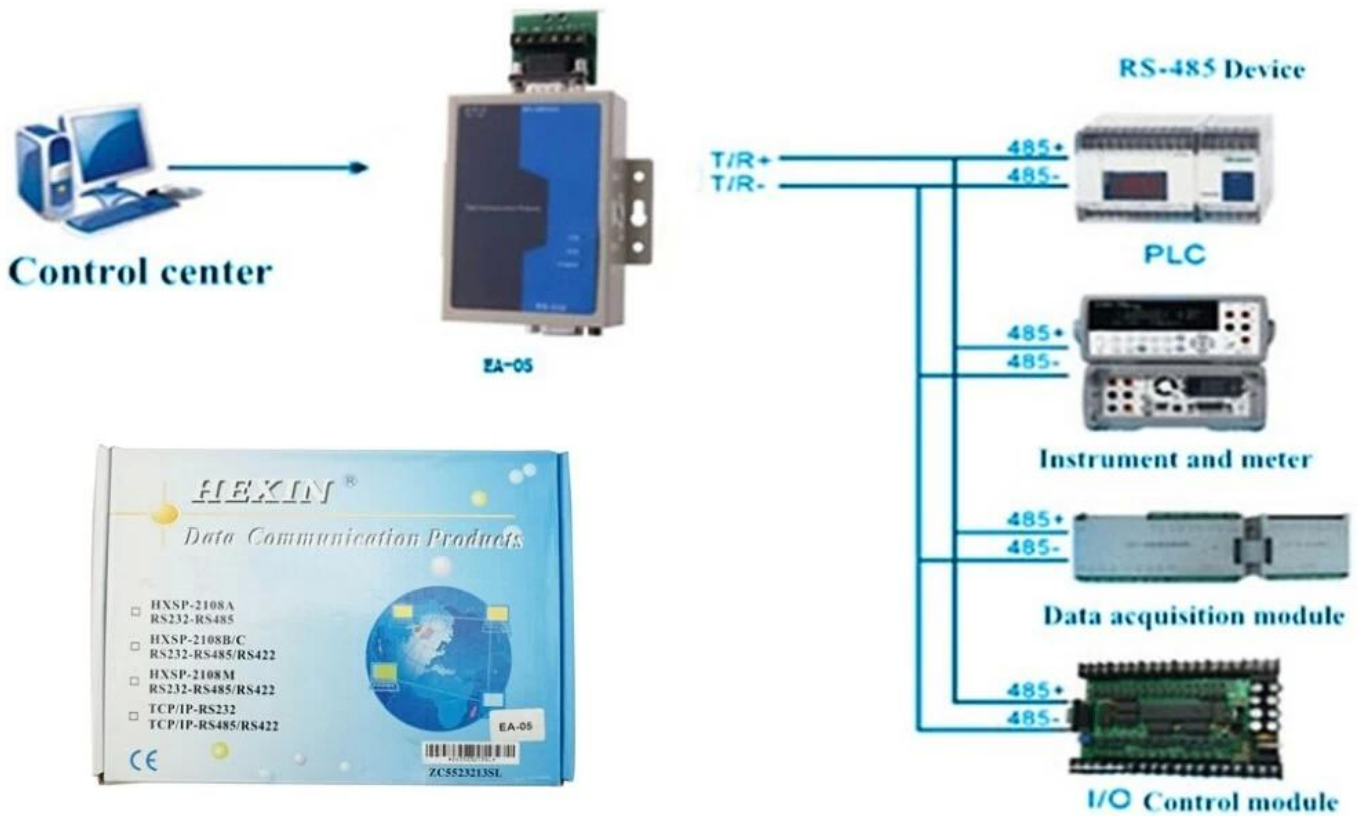 RS-485 Device
T/R+
T/R-
485+
485-
PLC
Control center
EA-05
485+
485-
Instrument and meter
485+
485-
Data acquisition module
485+
485-
I/O Control module
HEXIN ®
Data Communication Products
HXSP-2108A
RS232-RS485
HXSP-2108B/C
RS232-RS485/RS422
HXSP-2108M
RS232-RS485/RS422
TCP/IP-RS232
TCP/IP-RS485/RS422
EA-05
CE
ZC5523213SL